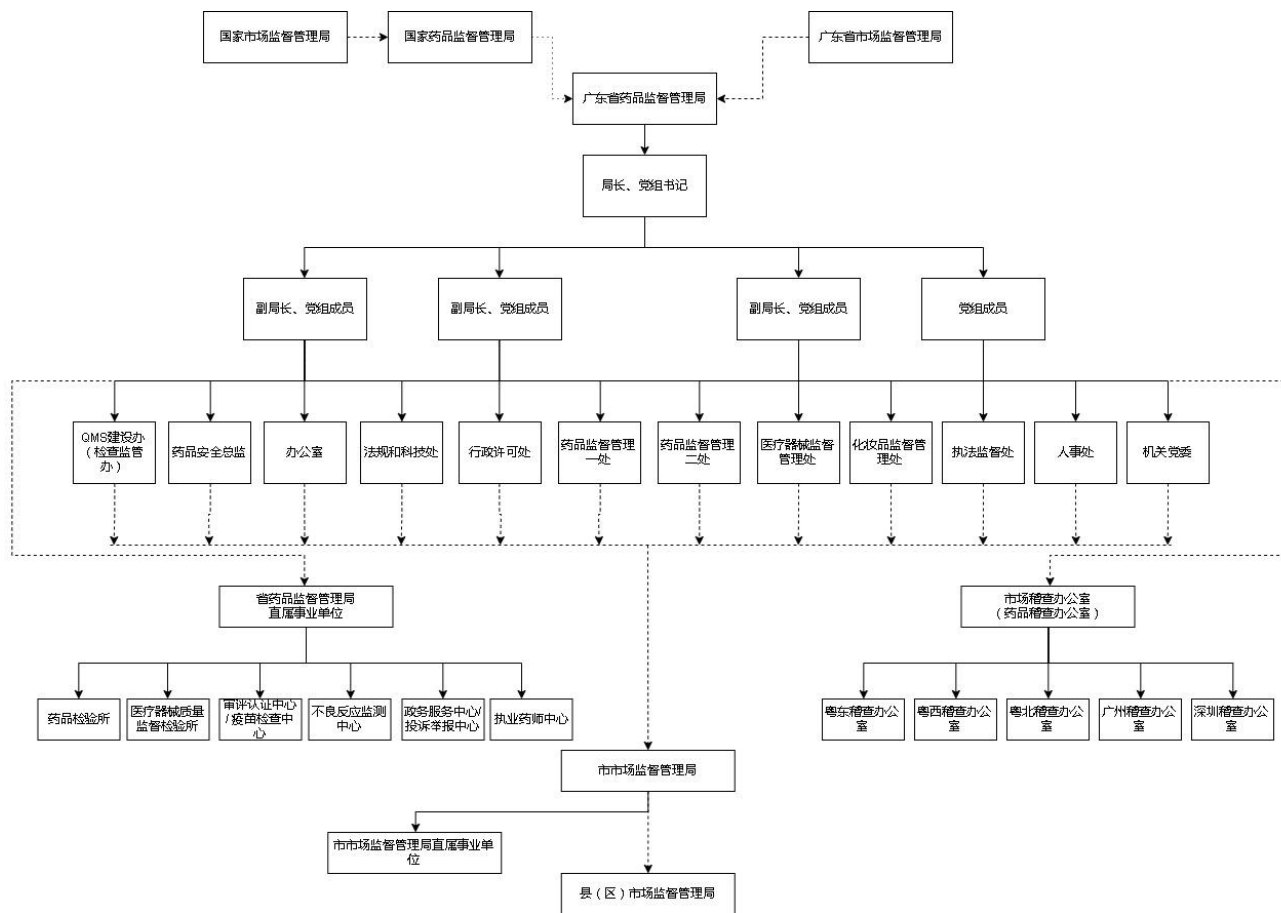 国家市场监督管理局
国家药品监督管理局
广东省市场监督管理局
广东省药品监督管理局
局长、党组书记
副局长、党组成员
副局长、党组成员
副局长、党组成员
党组成员
QMS建设办
（检查监管
办）
药品安全总监
办公室
法规和科技处
行政许可处
药品监督管理
一处
药品监督管理
二处
医疗器械监督
管理处
化妆品监督管
理处
执法监督处
人事处
机关党委
省药品监督管理局
直属事业单位
市场稽查办公室
（药品稽查办公室）
药品检验所
医疗器械质量
监督检验所
审评认证中心
/疫苗检查中
心
不良反应监测
中心
政务服务中心/
投诉举报中心
执业药师中心
粤东稽查办公
室
粤西稽查办公
室
粤北稽查办公
室
广州稽查办公
室
深圳稽查办公
室
市市场监督管理局
市市场监督管理局直属事业单
位
县（区）市场监督管理局